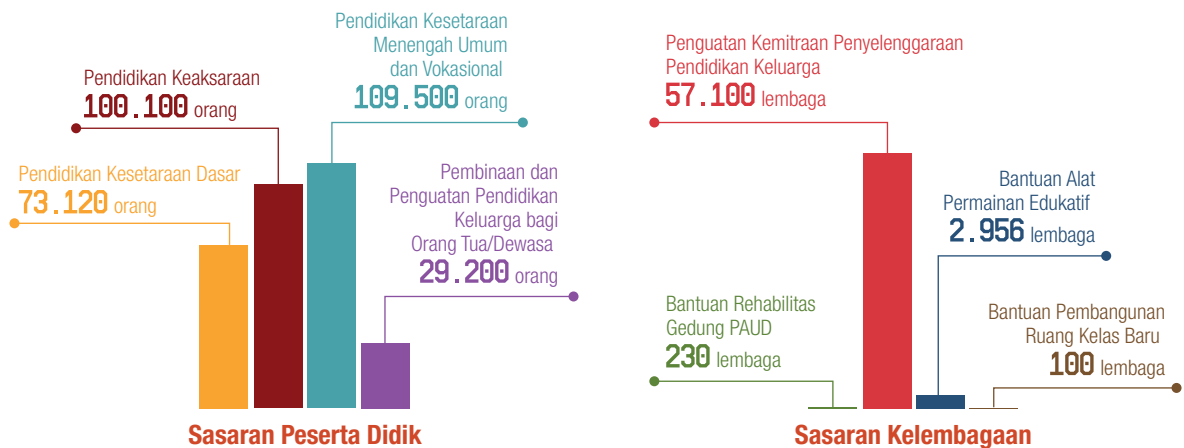 Pendidikan Kesetaraan
Menengah Umum
dan Vokasional
109.500 orang
Pendidikan Keaksaraan
100.100 orang
Pendidikan Kesetaraan Dasar
73.120 orang
Pembinaan dan
Penguatan Pendidikan
Keluarga bagi
Orang Tua/Dewasa
29.200 orang
Sasaran Peserta Didik
Penguatan Kemitraan Penyelenggaraan
Pendidikan Keluarga
57.100 lembaga
Bantuan Alat
Permainan Edukatif
2.956 lembaga
Bantuan Rehabilitas
Gedung PAUD
230 lembaga
Bantuan Pembangunan
Ruang Kelas Baru
100 lembaga
Sasaran Kelembagaan